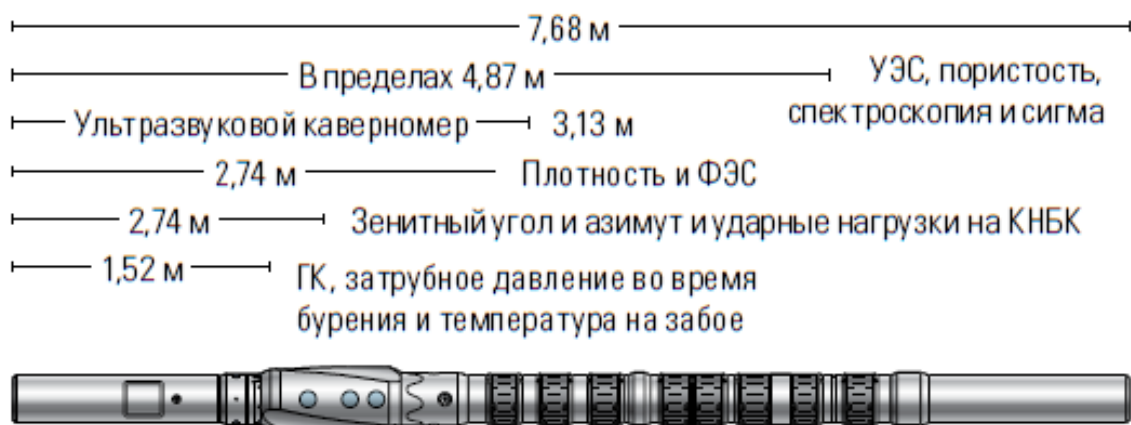 7,68 м
В пределах 4,87 м
УЭС, пористость,
спектроскопия и сигма
Ультразвуковой каверномер
3,13 м
2,74 м
Плотность и ФЭС
2,74 м
Зенитный угол и азимут и ударные нагрузки на КНБК
1,52 м
ГК, затрубное давление во время
бурения и температура на забое